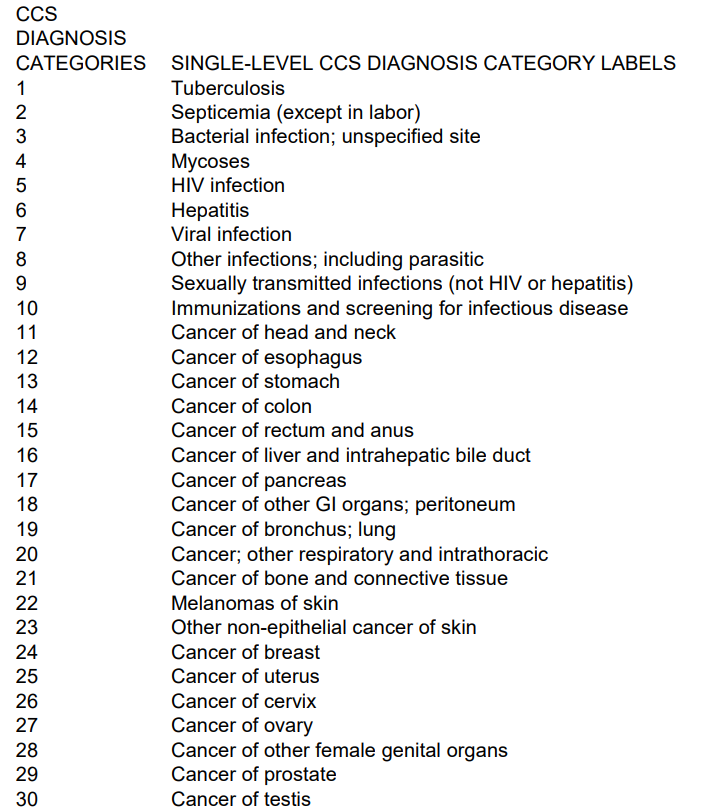 CCS
DIAGNOSIS
CATEGORIES SINGLE-LEVEL CCS DIAGNOSIS CATEGORY LABELS
1 Tuberculosis
2 Septicemia (except in labor)
3 Bacterial infection; unspecified site
4 Mycoses
5 HIV infection
6 Hepatitis
7 Viral infection
8 Other infections; including parasitic
9 Sexually transmitted infections (not HIV or hepatitis)
10 Immunizations and screening for infectious disease
11 Cancer of head and neck
12 Cancer of esophagus
13 Cancer of stomach
14 Cancer of colon
15 Cancer of rectum and anus
16 Cancer of liver and intrahepatic bile duct
17 Cancer of pancreas
18 Cancer of other GI organs; peritoneum
19 Cancer of bronchus; lung
20 Cancer; other respiratory and intrathoracic
21 Cancer of bone and connective tissue
22 Melanomas of skin
23 Other non-epithelial cancer of skin
24 Cancer of breast
25 Cancer of uterus
26 Cancer of cervix
27 Cancer of ovary
28 Cancer of other female genital organs
29 Cancer of prostate
30 Cancer of testis